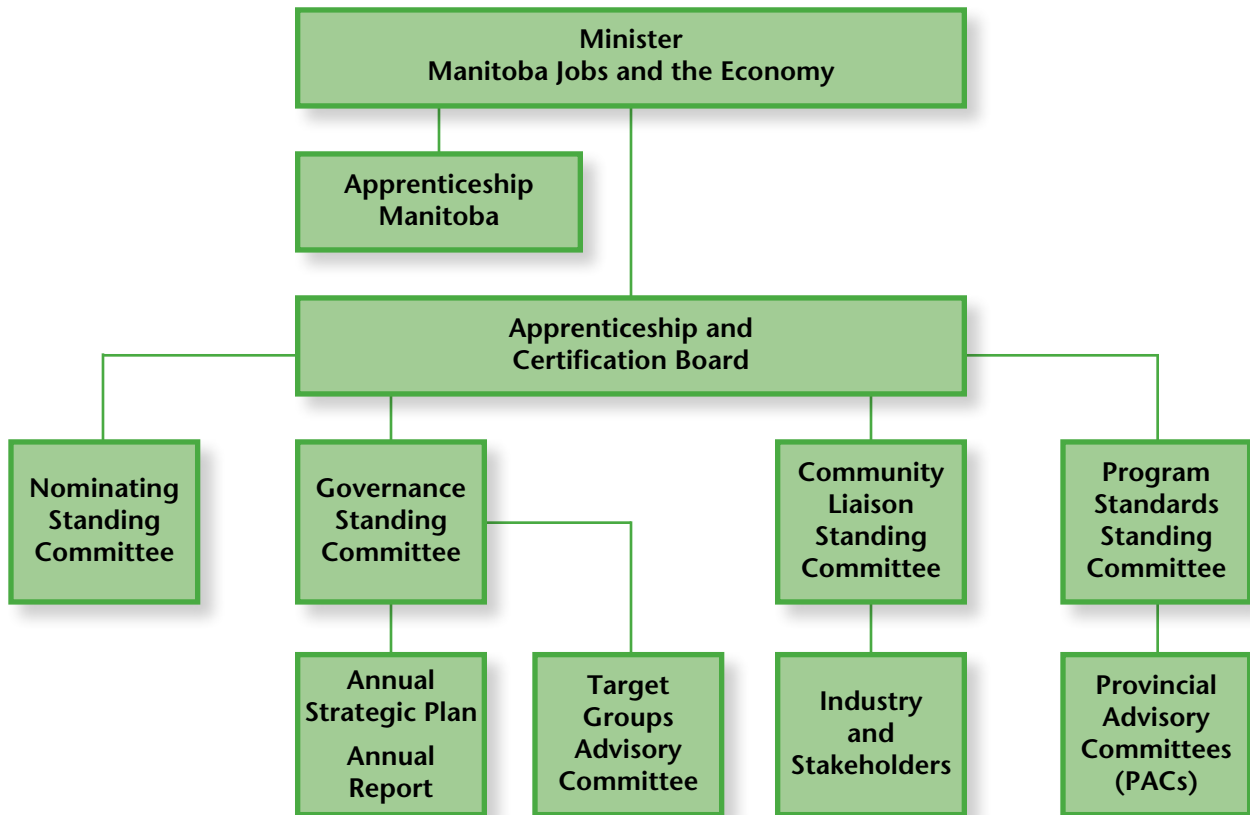 Minister
Manitoba Jobs and the Economy
Apprenticeship
Manitoba
Apprenticeship and
Certification Board
Nominating
Standing
Committee
Governance
Standing
Committee
Community
Liaison
Standing
Committee
Program
Standards
Standing
Committee
Annual
Strategic Plan
Annual
Report
Target
Groups
Advisory
Committee
Industry
and
Stakeholders
Provincial
Advisory
Committees
(PACs)